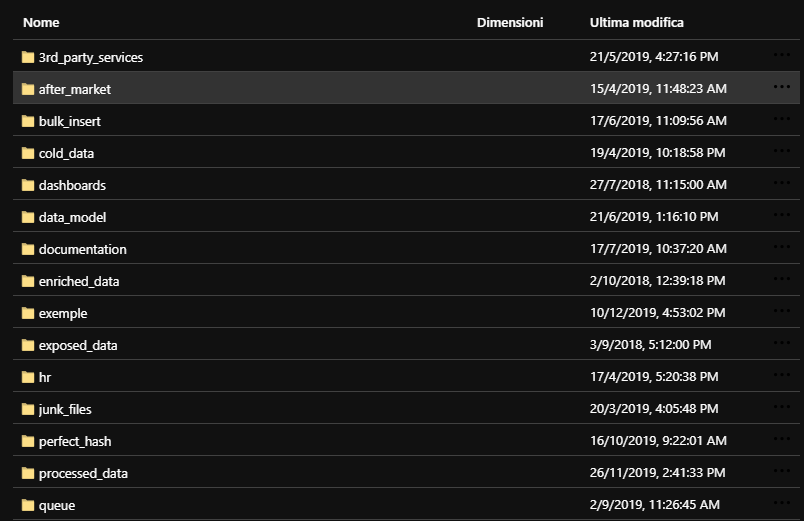 Nome Dimensioni Ultima modifica
3rd_party_services 21/5/2019, 4:27:16 PM
after_market 15/4/2019, 11:48:23 AM
bulk_insert 17/6/2019, 11:09:56 AM
cold_data 19/4/2019, 10:18:58 PM
dashboards 27/7/2018, 11:15:00 AM
data_model 21/6/2019, 1:16:10 PM
documentation 17/7/2019, 10:37:20 AM
enriched_data 2/10/2018, 12:39:18 PM
exemple 10/12/2019, 4:53:02 PM
exposed_data 3/9/2018, 5:12:00 PM
hr 17/4/2019, 5:20:38 PM
junk_files 20/3/2019, 4:05:48 PM
perfect_hash 16/10/2019, 9:22:01 AM
processed_data 26/11/2019, 2:41:33 PM
queue 2/9/2019, 11:26:45 AM